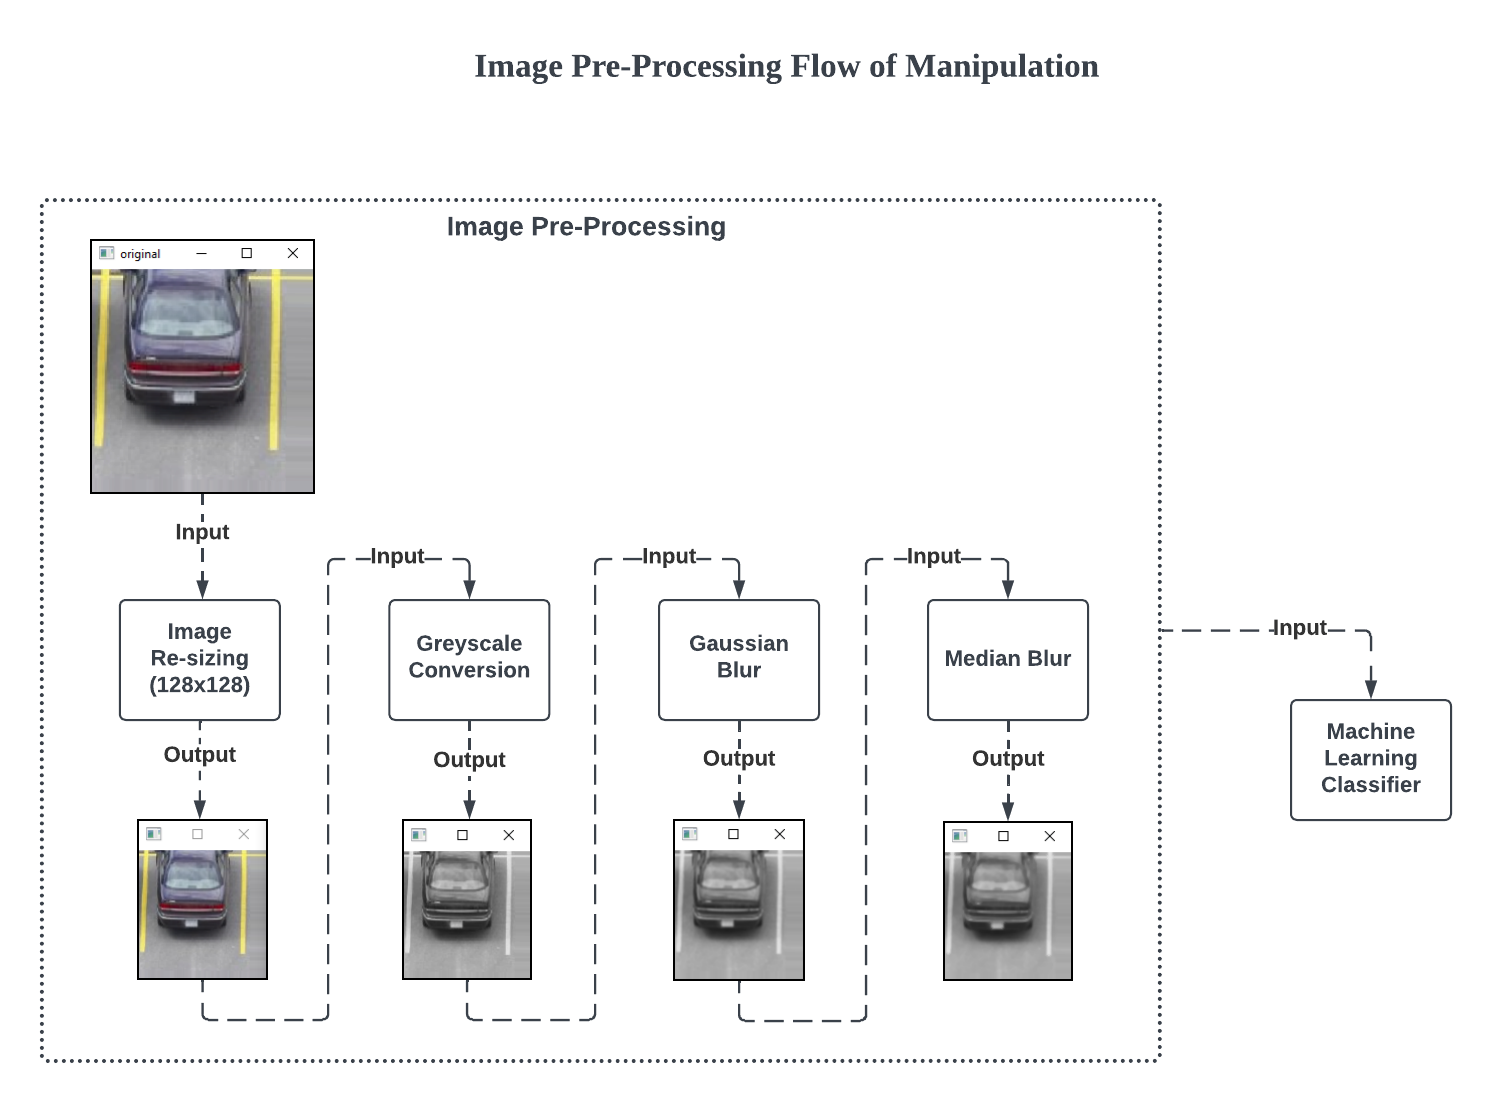 Image Pre-Processing Flow of Manipulation
Image Pre-Processing
original
Input
Input
Input
Input
Input
Image
Re-sizing
(128x128)
Greyscale
Conversion
Gaussian
Blur
Median Blur
Output
Output
Output
Output
Machine
Learning
Classifier